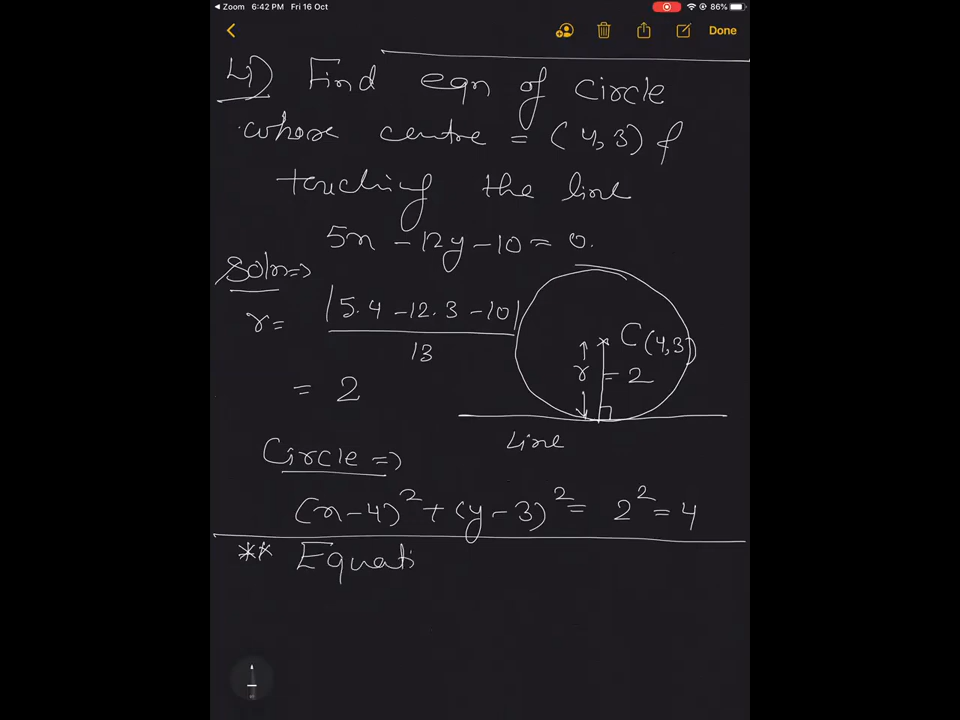 Zoom 6:42 PM Fri 16 Oct 86%
Done
4) Find eqn of circle
whose centre = (4,3) &
touching the line
5x - 12y - 10 = 0.
Soln =>
r = |5.4 - 12.3 - 10|
13
= 2
C (4,3)
r = 2
Line
Circle =>
(x-4)² + (y-3)² = 2² = 4
** Equati